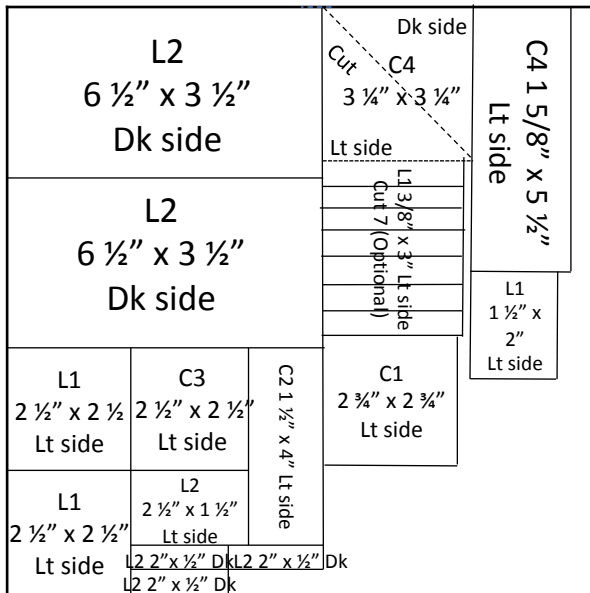 L2
6 ½” x 3 ½”
Dk side
Dk side
Cut
C4
3 ¼” x 3 ¼”
Lt side
C4 1 5/8” x 5 ½”
Lt side
L2
6 ½” x 3 ½”
Dk side
L1 3/8” x 3” Lt side
Cut 7 (Optional)
L1
1 ½” x
2”
Lt side
L1
2 ½” x 2 ½
Lt side
C3
2 ½” x 2 ½”
Lt side
C2 1 ½” x 4” Lt side
C1
2 ¾” x 2 ¾”
Lt side
L1
2 ½” x 2 ½”
Lt side
L2
2 ½” x 1 ½”
Lt side
L2 2”x ½” Dk
L2 2” x ½” Dk
L2 2” x ½” Dk